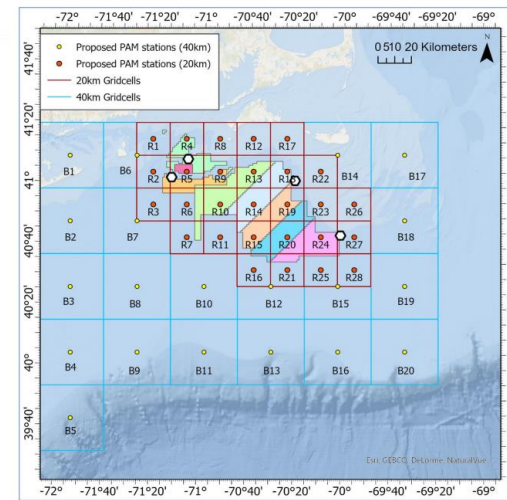 -72° -71°40' -71°20' -71° -70°40' -70°20' -70° -69°40' -69°20' -69°
Proposed PAM stations (40km)
Proposed PAM stations (20km)
20km Gridcells
40km Gridcells
0 5 10 20 Kilometers
N
41°40'
41°20'
R1 R4 R8 R12 R17
B1 B6 R2 R5 R9 R13 R18 R22 B14 B17
41°
R3 R6 R10 R14 R19 R23 R26
B2 B7 R7 R11 R15 R20 R24 R27 B18
40°40'
R16 R21 R25 R28
B3 B8 B10 B12 B15 B19
40°20'
40°
B4 B9 B11 B13 B16 B20
39°40'
B5
Esri, GEBCO, DeLorme, NaturalVue
-72° -71°40' -71°20' -71° -70°40' -70°20' -70° -69°40' -69°20' -69°